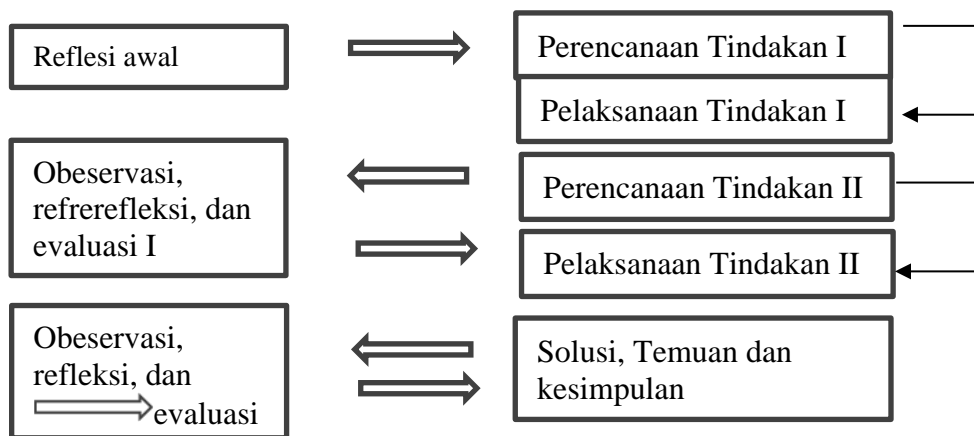 Reflesi awal
Perencanaan Tindakan I
Pelaksanaan Tindakan I
Obeservasi,
refrerefleksi, dan
evaluasi I
Perencanaan Tindakan II
Pelaksanaan Tindakan II
Obeservasi,
refleksi, dan
evaluasi
Solusi, Temuan dan
kesimpulan